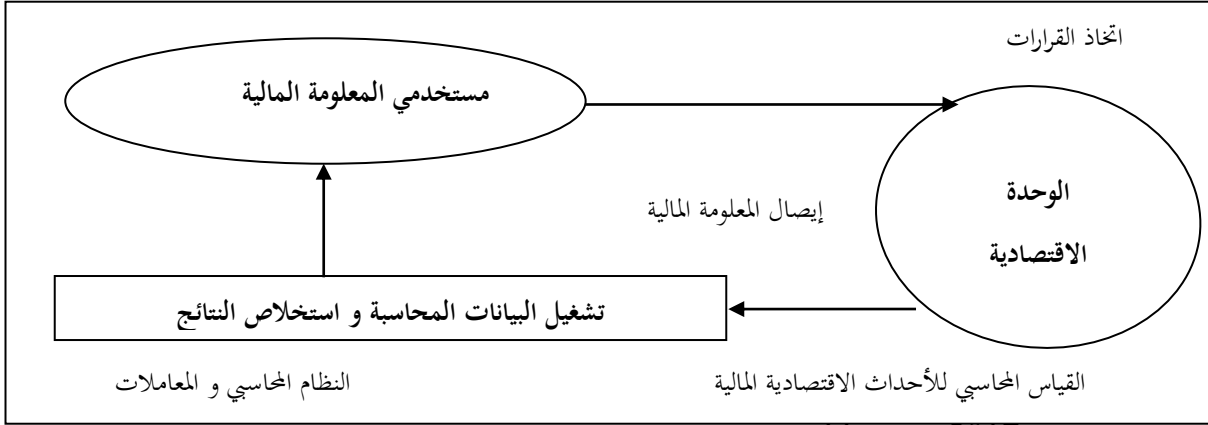 اتخاذ القرارات
مستخدمي المعلومة المالية
الوحدة
الاقتصادية
إيصال المعلومة المالية
تشغيل البيانات المحاسبة و استخلاص النتائج
القياس المحاسبي للأحداث الاقتصادية المالية
النظام المحاسبي و المعاملات